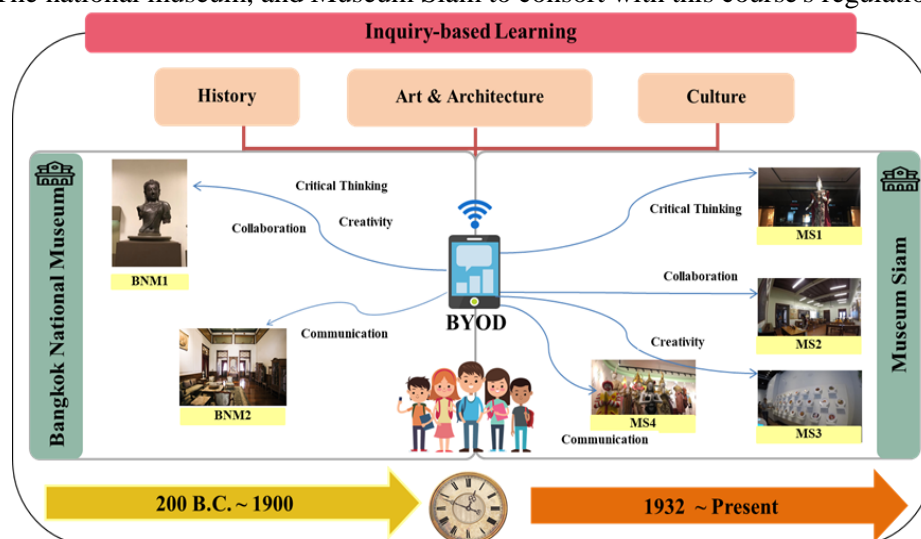 The national museum, and Museum Siam to consort with this course's regulatio
Inquiry-based Learning
History
Art & Architecture
Culture
Bangkok National Museum
Critical Thinking
Creativity
Collaboration
BNM1
Communication
BNM2
BYOD
Critical Thinking
MS1
Collaboration
MS2
Creativity
MS3
MS4
Communication
Museum Siam
200 B.C. ~ 1900
1932 ~ Present